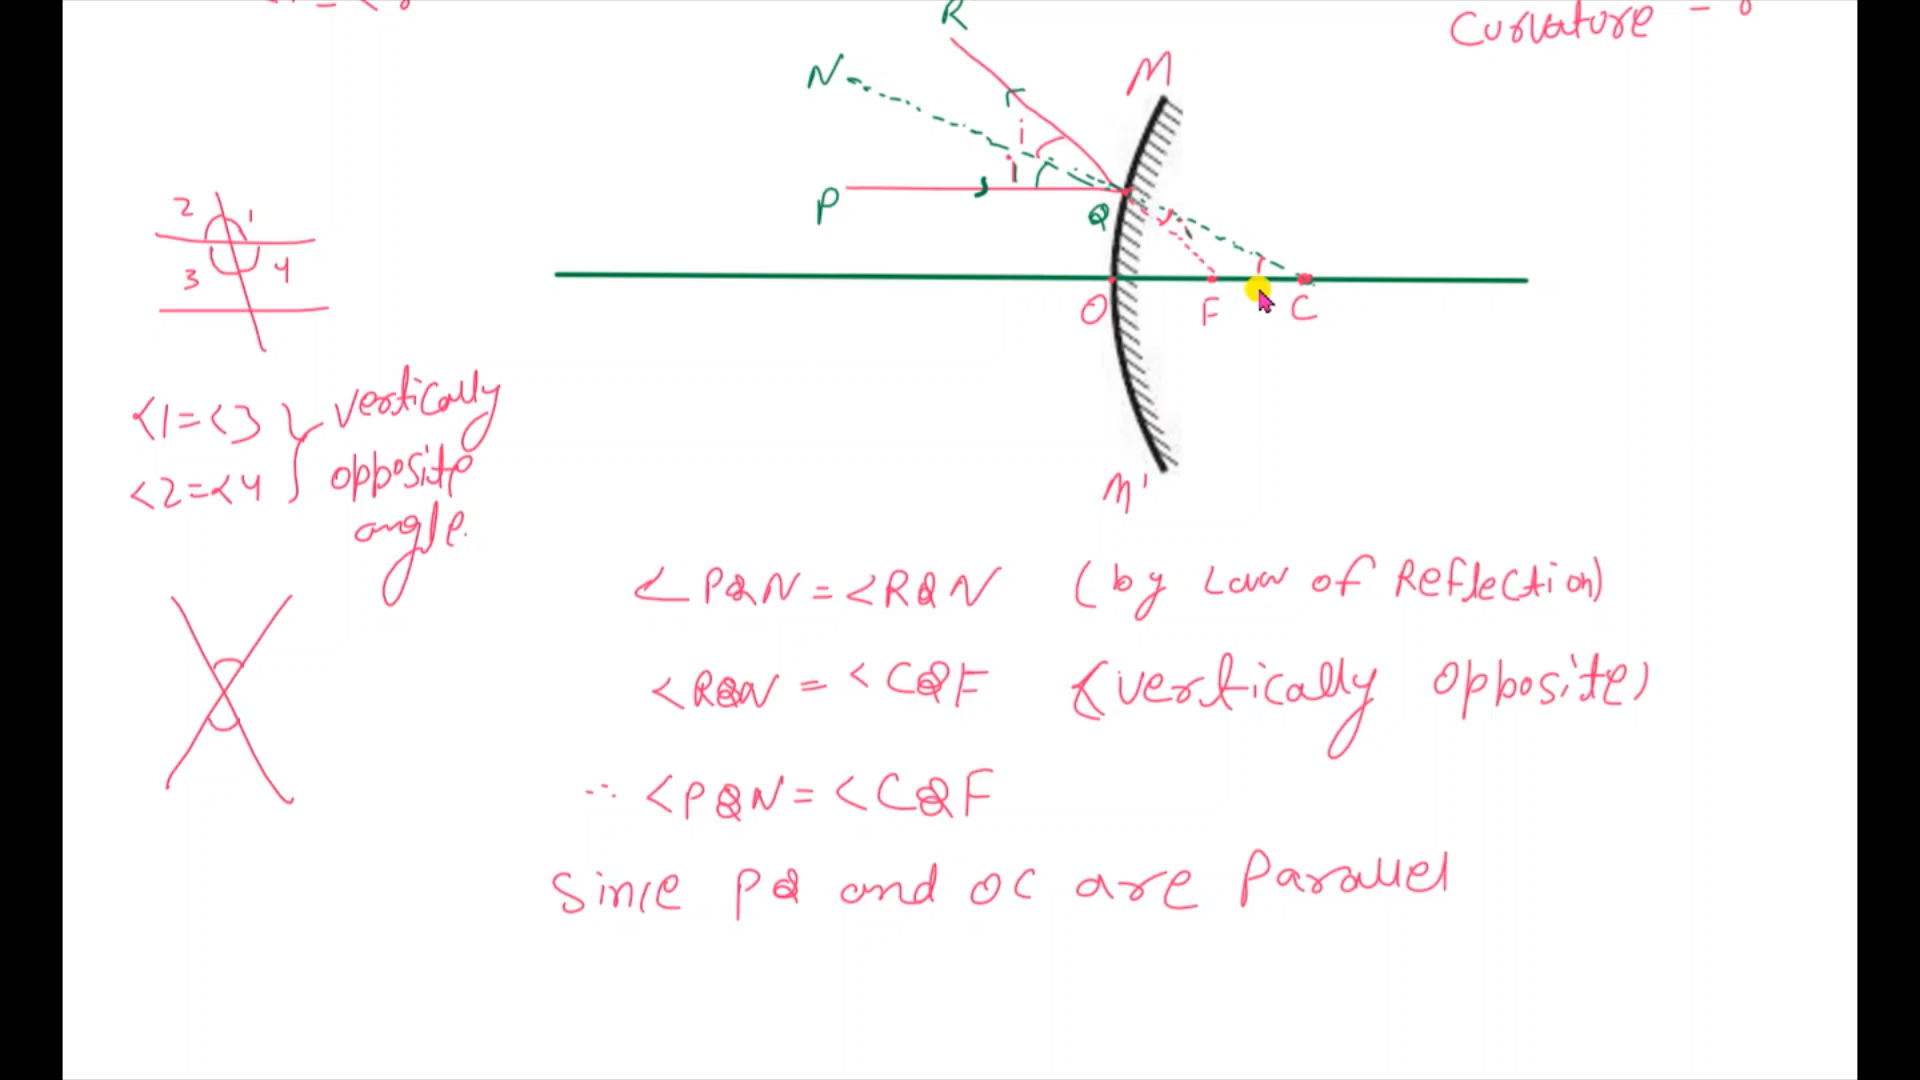 R
Curvature -
N
M
i
i
P
Q
2
1
3
4
O
F
C
M'
<1=<3
<2=<4
vertically
opposite
angle.
<PQN=<RQN (by Law of Reflection)
<RQN = <CQF (vertically opposite)
∴ <PQN=<CQF
Since PQ and OC are Parallel